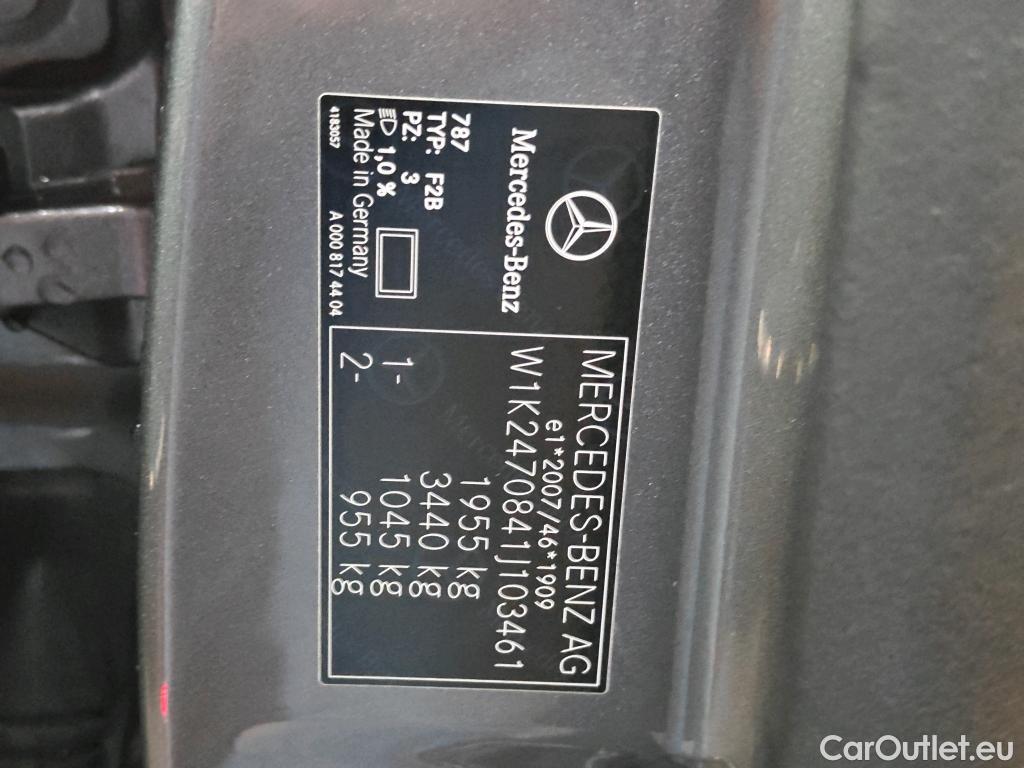 Mercedes-Benz
787
TYP: F2B
PZ: 3
1,0 %
Made in Germany
4183057
A 000 817 44 04
MERCEDES-BENZ AG
e1*2007/46*1909
W1K2470841J103461
1955 kg
3440 kg
1- 1045 kg
2- 955 kg
CarOutlet.eu